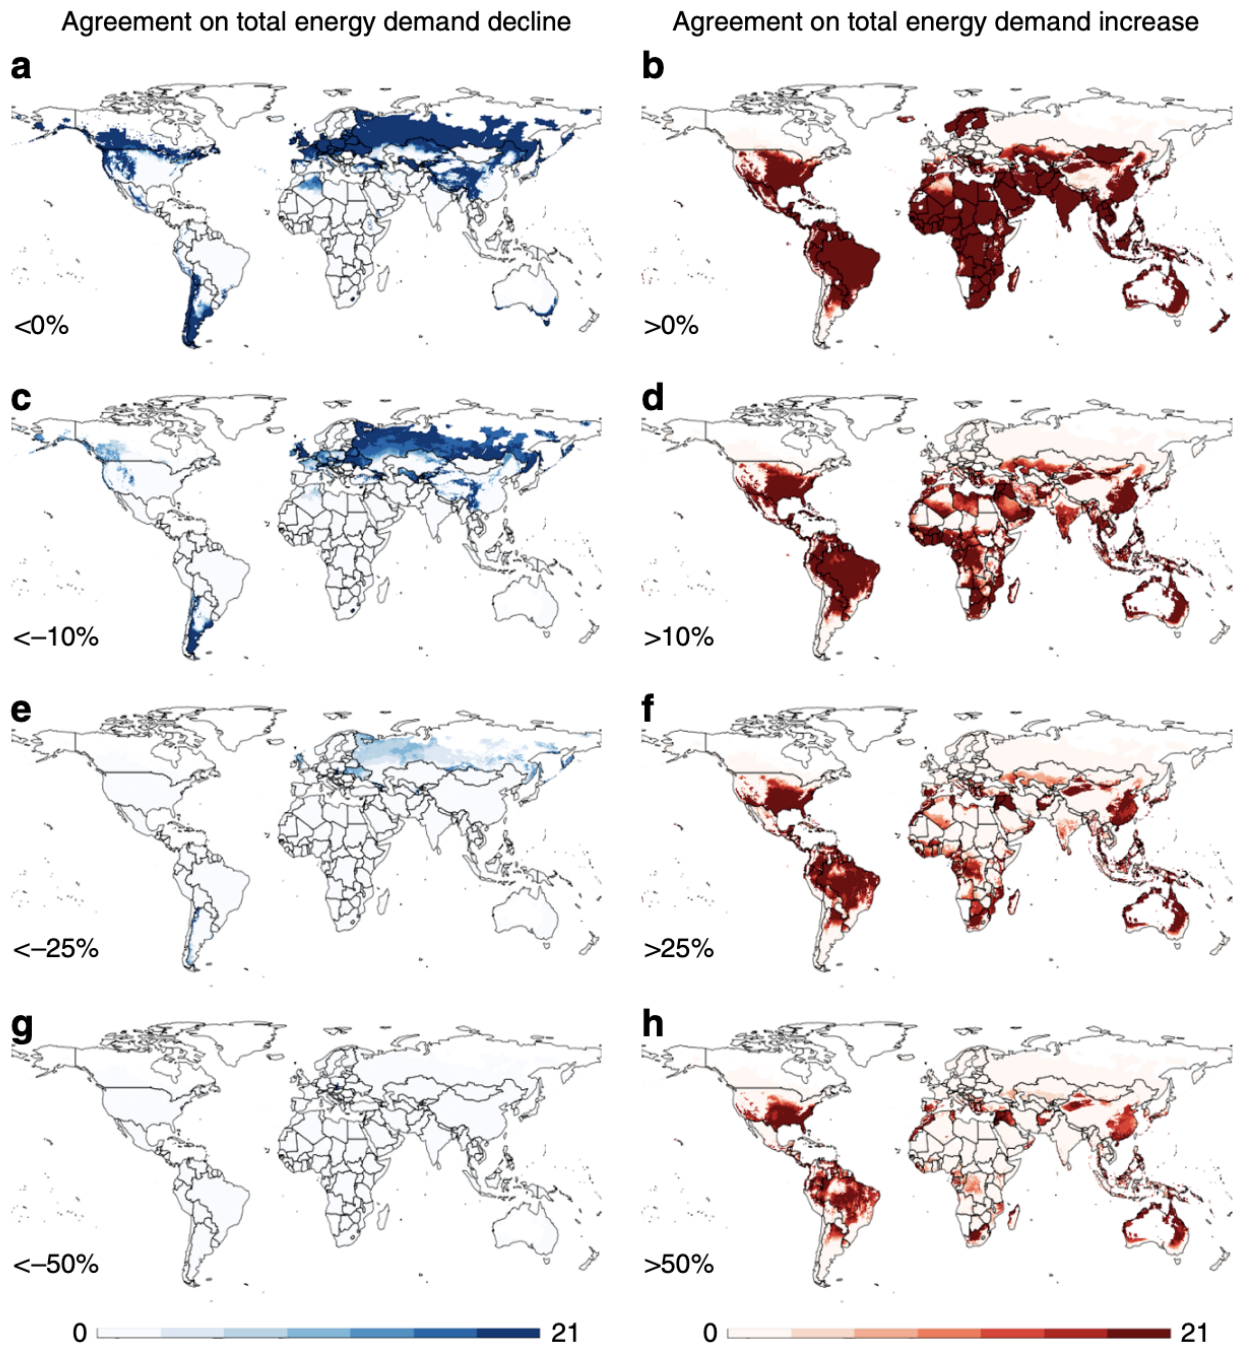 Agreement on total energy demand decline
Agreement on total energy demand increase
a
b
<0%
>0%
c
d
<–10%
>10%
e
f
<–25%
>25%
g
h
<–50%
>50%
0 21
0 21